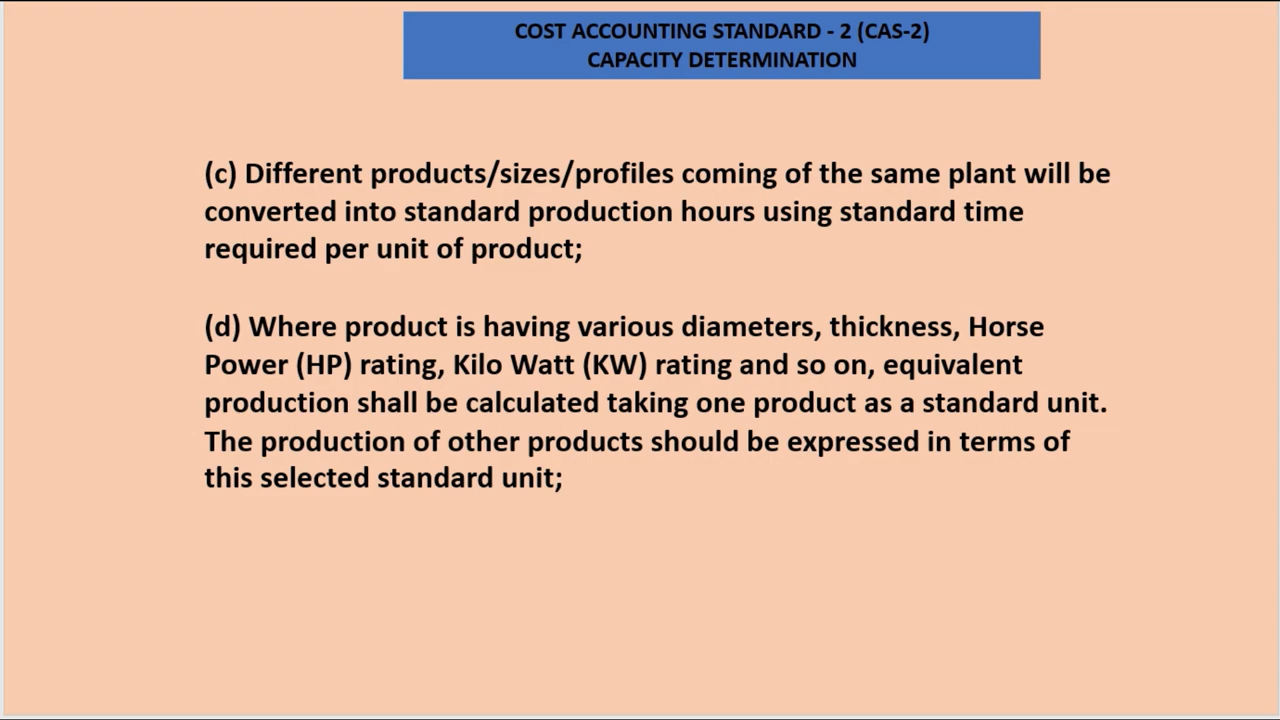 COST ACCOUNTING STANDARD - 2 (CAS-2)
CAPACITY DETERMINATION
(c) Different products/sizes/profiles coming of the same plant will be
converted into standard production hours using standard time
required per unit of product;
(d) Where product is having various diameters, thickness, Horse
Power (HP) rating, Kilo Watt (KW) rating and so on, equivalent
production shall be calculated taking one product as a standard unit.
The production of other products should be expressed in terms of
this selected standard unit;